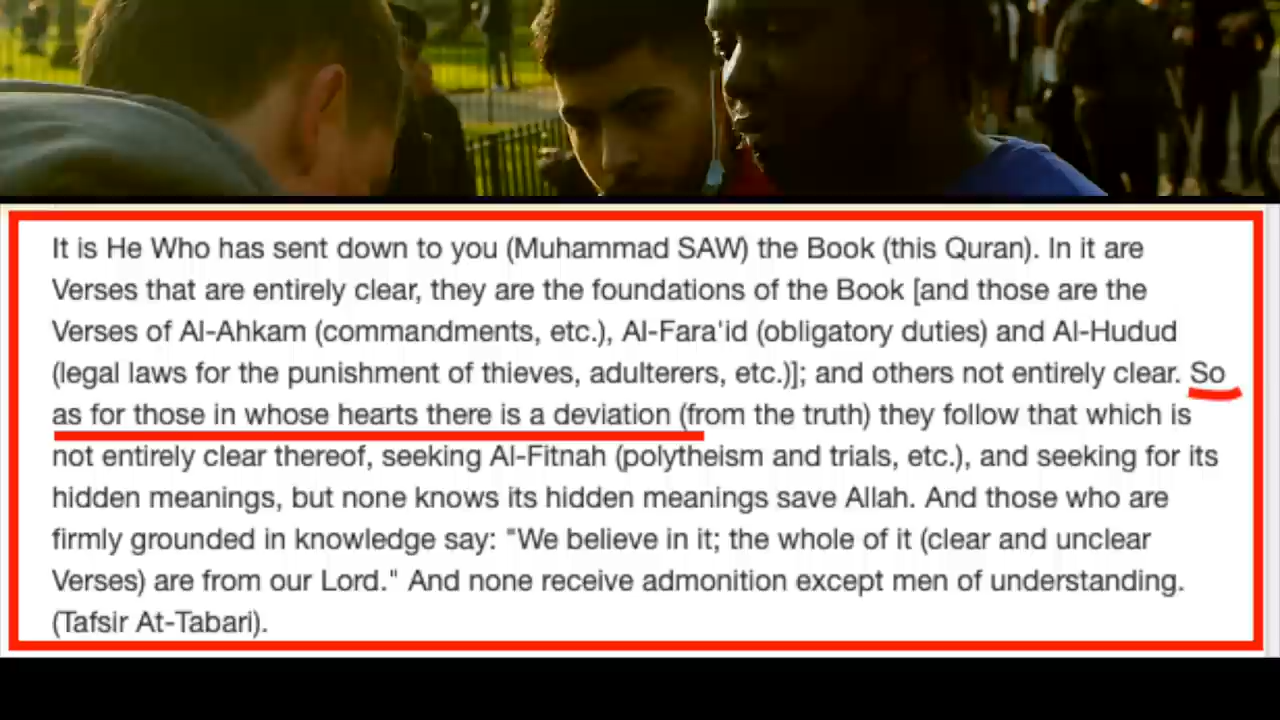 It is He Who has sent down to you (Muhammad SAW) the Book (this Quran). In it are
Verses that are entirely clear, they are the foundations of the Book [and those are the
Verses of Al-Ahkam (commandments, etc.), Al-Fara'id (obligatory duties) and Al-Hudud
(legal laws for the punishment of thieves, adulterers, etc.)]; and others not entirely clear. So
as for those in whose hearts there is a deviation (from the truth) they follow that which is
not entirely clear thereof, seeking Al-Fitnah (polytheism and trials, etc.), and seeking for its
hidden meanings, but none knows its hidden meanings save Allah. And those who are
firmly grounded in knowledge say: "We believe in it; the whole of it (clear and unclear
Verses) are from our Lord." And none receive admonition except men of understanding.
(Tafsir At-Tabari).